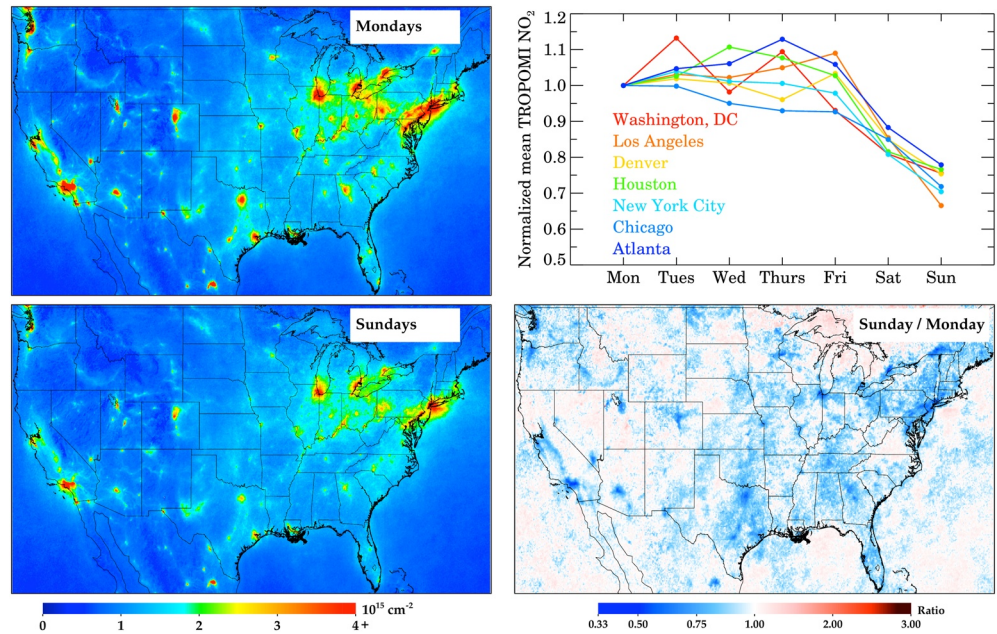 Mondays
Normalized mean TROPOMI NO2
1.2
1.1
1.0
0.9
0.8
0.7
0.6
0.5
Washington, DC
Los Angeles
Denver
Houston
New York City
Chicago
Atlanta
Mon Tues Wed Thurs Fri Sat Sun
Sundays
Sunday / Monday
0 1 2 3 4+
10^15 cm^-2
0.33 0.50 0.75 1.00 2.00 3.00
Ratio